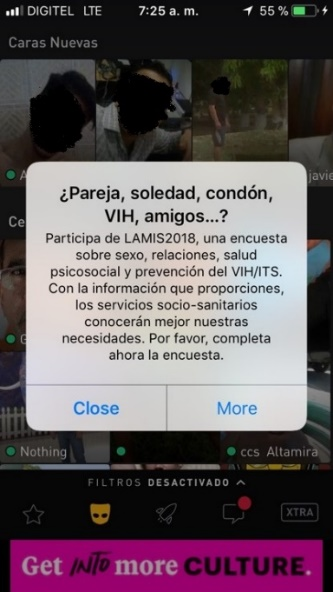 DIGITEL LTE 7:25 a. m. 55 %
Caras Nuevas
javie
¿Pareja, soledad, condón,
VIH, amigos...?
Participa de LAMIS2018, una encuesta
sobre sexo, relaciones, salud
psicosocial y prevención del VIH/ITS.
Con la información que proporciones,
los servicios socio-sanitarios
conocerán mejor nuestras
necesidades. Por favor, completa
ahora la encuesta.
Close More
Nothing ccs Altamira
FILTROS DESACTIVADO
XTRA
Get INTO more CULTURE.